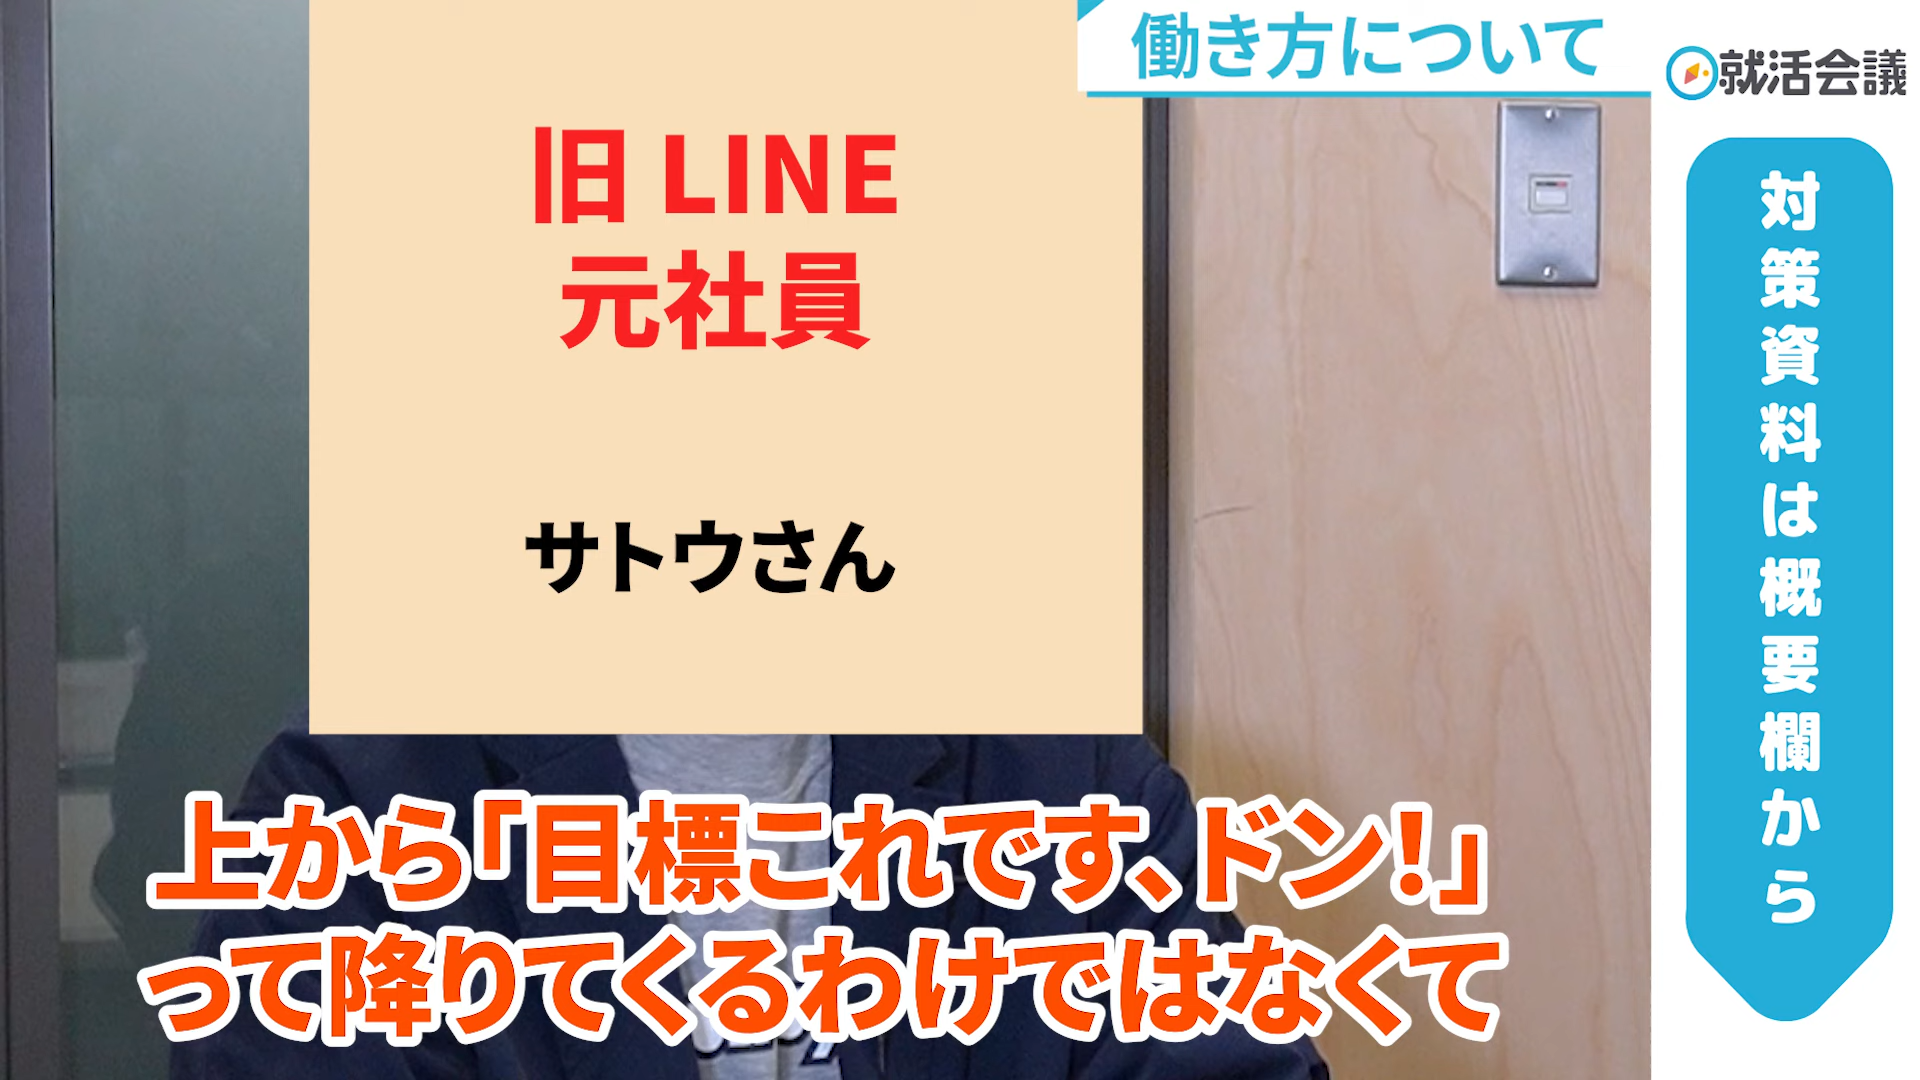 働き方について
就活会議
旧 LINE
元社員
サトウさん
対策資料は概要欄から
上から「目標これです、ドン!」
って降りてくるわけではなくて